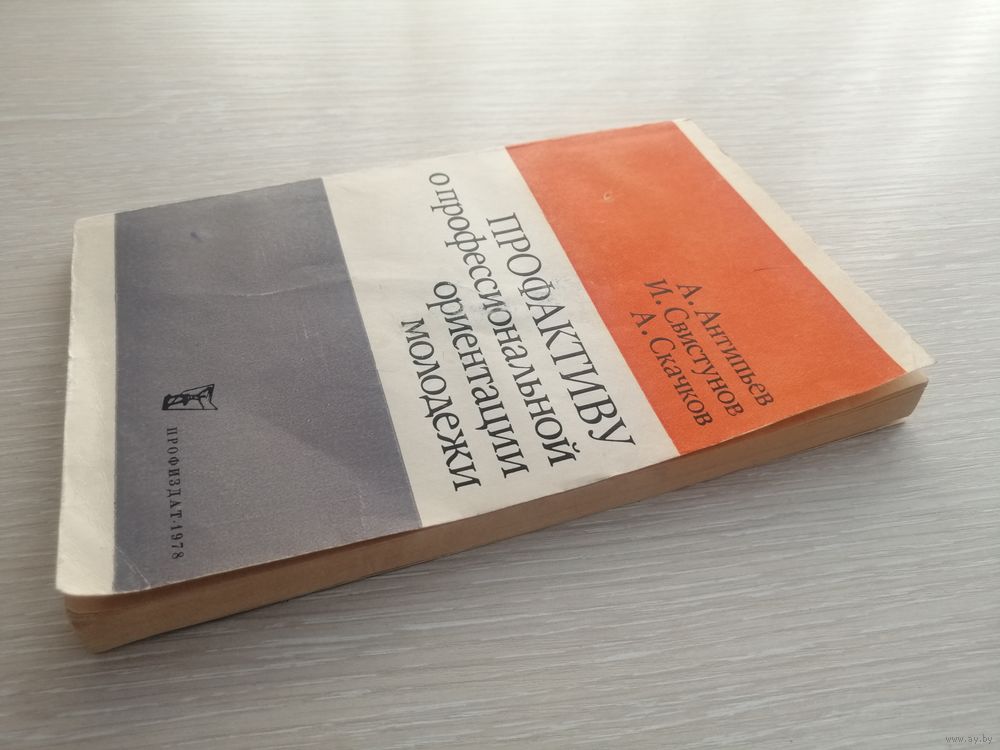 А. Антипьев
И. Свистунов
А. Скачков
ПРОФАКТИВУ
о профессиональной
ориентации
молодежи
ПРОФИЗДАТ·1978
www.ay.by